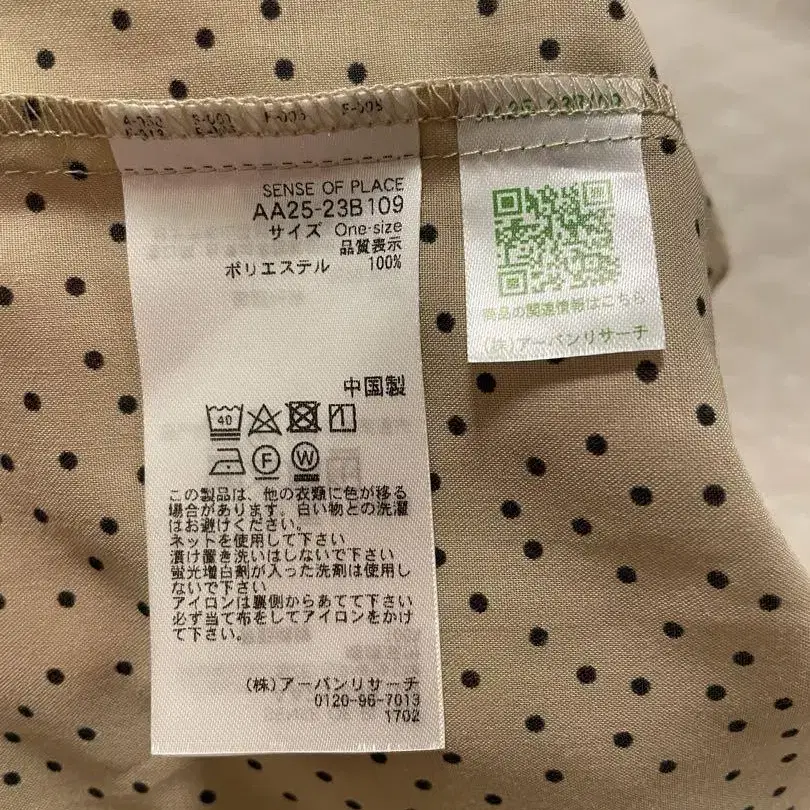 SENSE OF PLACE
AA25-23B109
サイズ One-size
品質表示
ポリエステル 100%
中国製
40
F W
この製品は、他の衣類に色が移る
場合があります。白い物との洗濯
はお避けください。
ネットを使用して下さい
漬け置き洗いはしないで下さい
蛍光増白剤が入った洗剤は使用し
ないで下さい
アイロンは裏側からあてて下さい
必ず当て布をしてアイロンをかけ
て下さい。
(株)アーバンリサーチ
0120-96-7013
1702
AA25-23B109
商品の関連情報はこちら
(株)アーバンリサーチ